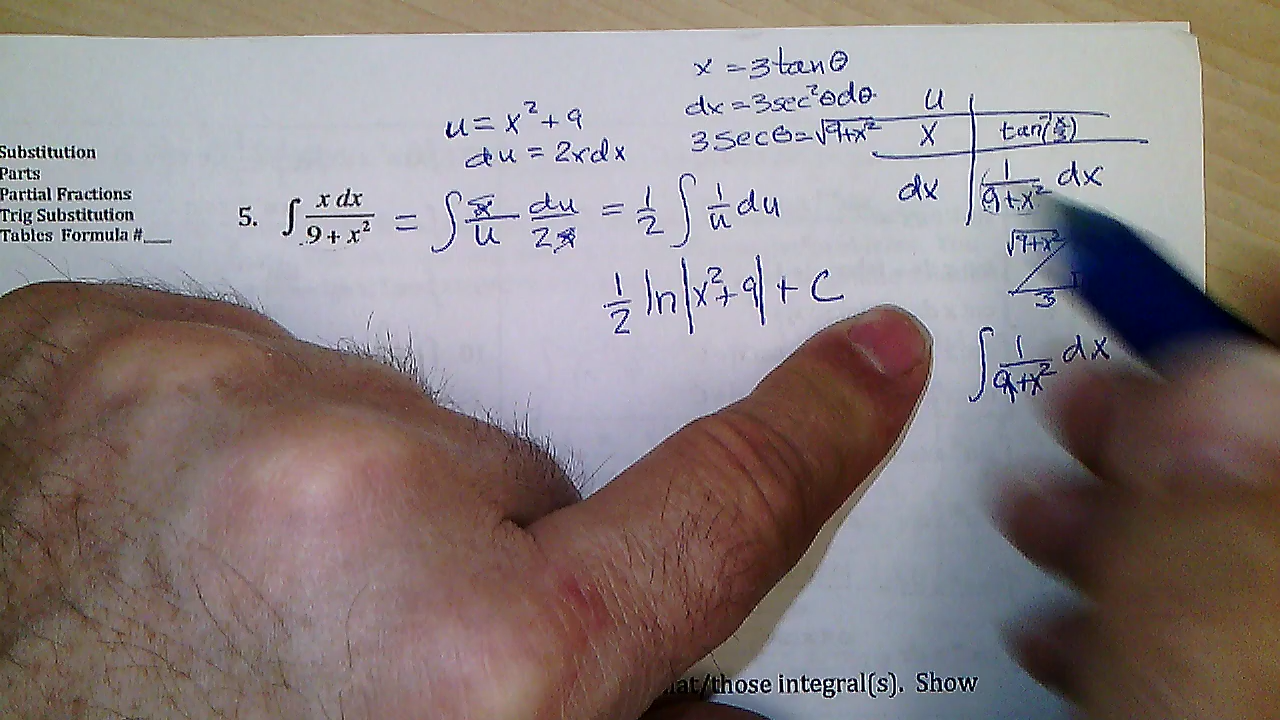 Substitution
Parts
Partial Fractions
Trig Substitution
Tables Formula #___
u = x² + 9
du = 2xdx
5. ∫ x dx / 9 + x² = ∫ x/u du/2x = 1/2 ∫ 1/u du
1/2 ln|x²+9| + C
x = 3tanθ
dx = 3sec²θdθ
3secθ = √9+x²
u
x tan⁻¹(x/3)
dx 1/9+x² dx
√9+x²
3
∫ 1/9+x² dx
hat/those integral(s). Show